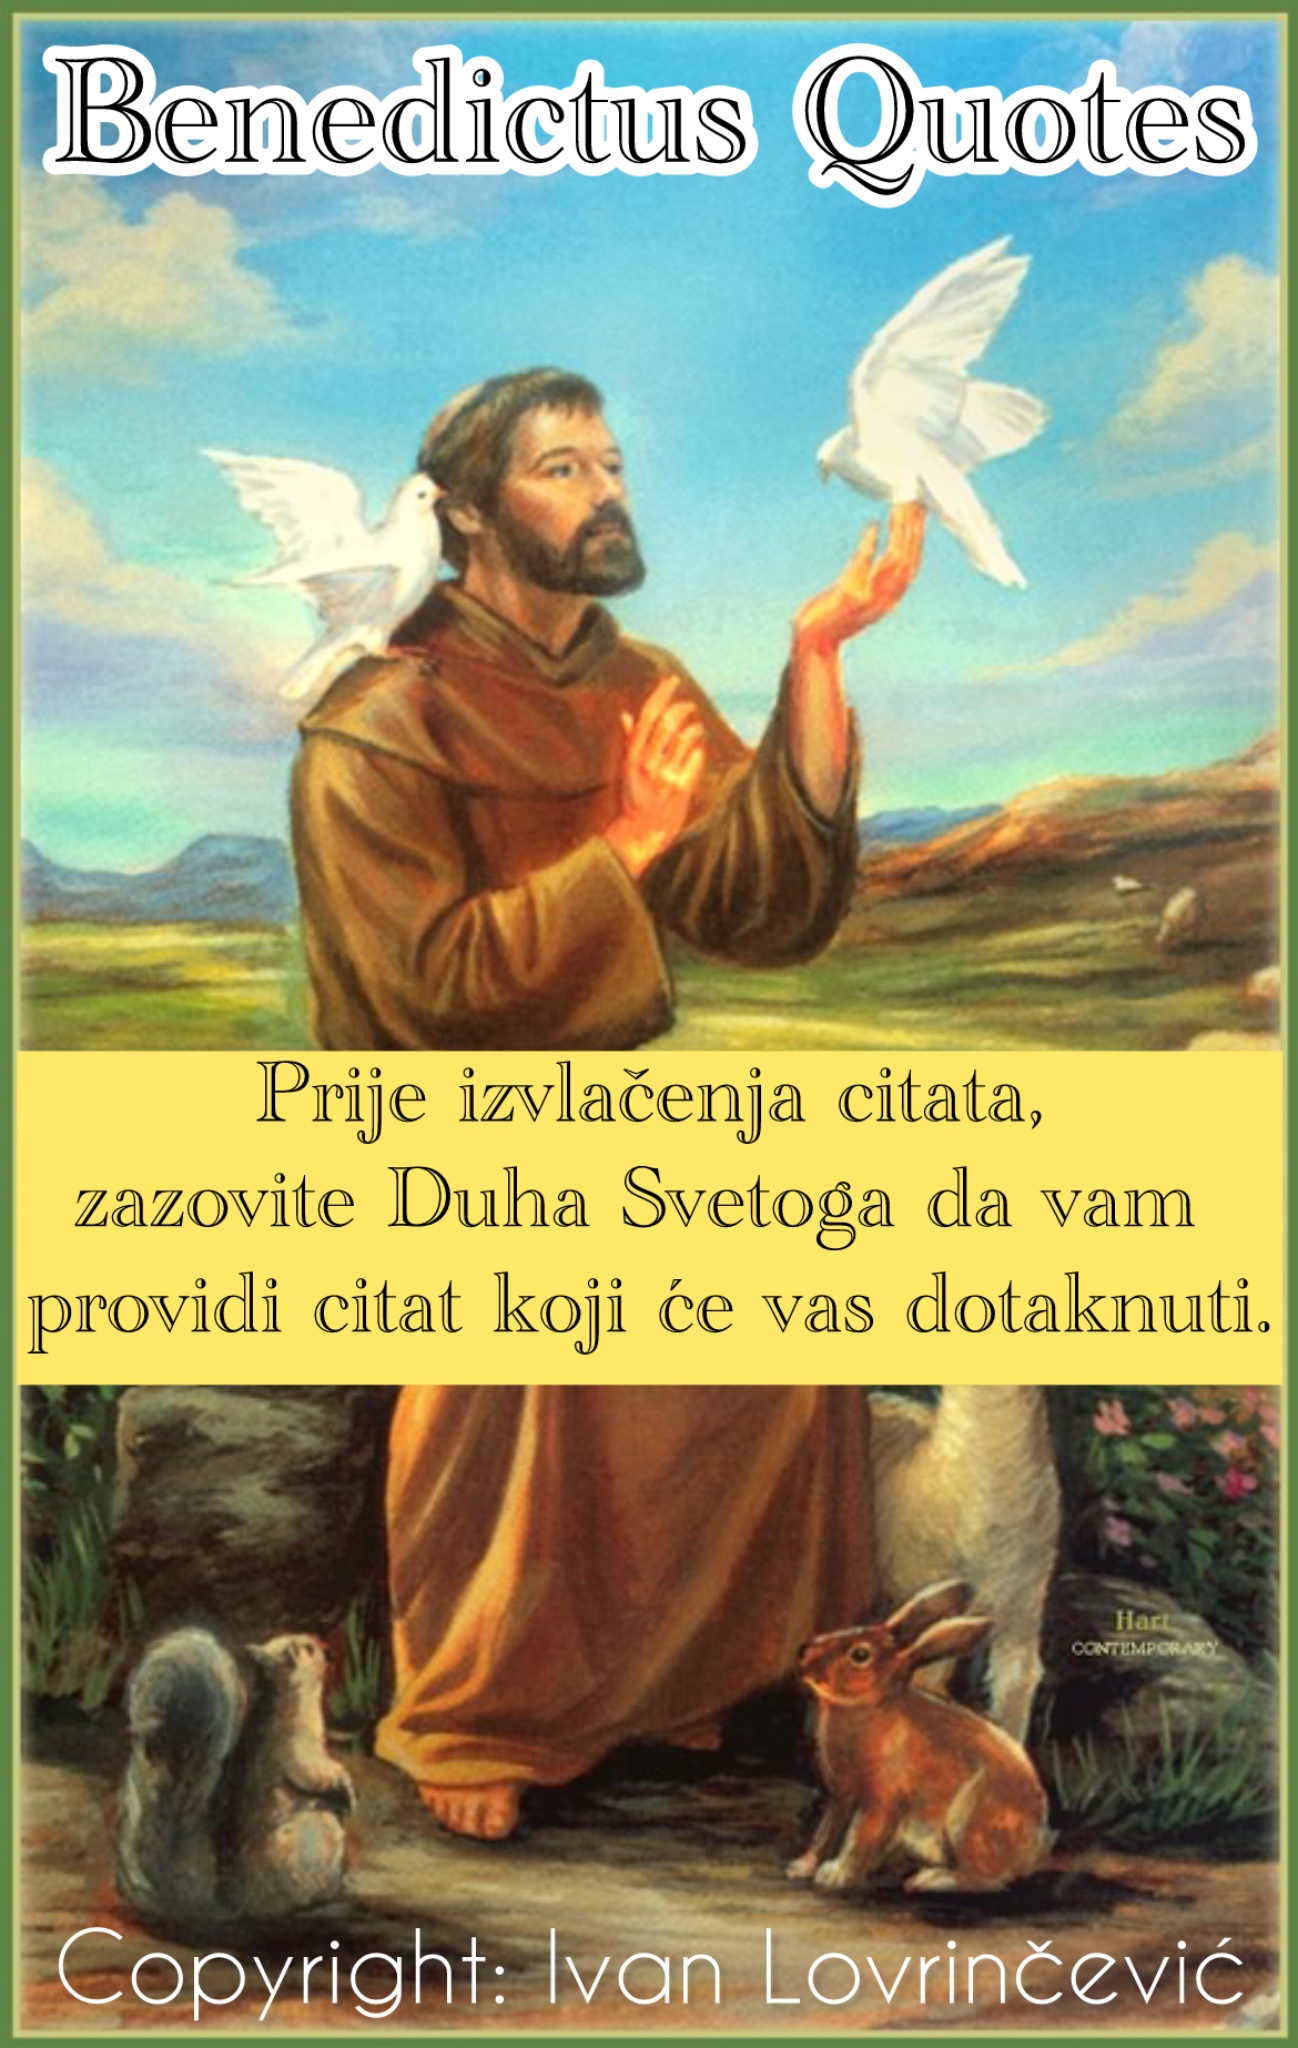 Benedictus Quotes
Prije izvlačenja citata,
zazovite Duha Svetoga da vam
providi citat koji će vas dotaknuti.
Hart
CONTEMPORARY
Copyright: Ivan Lovrinčević